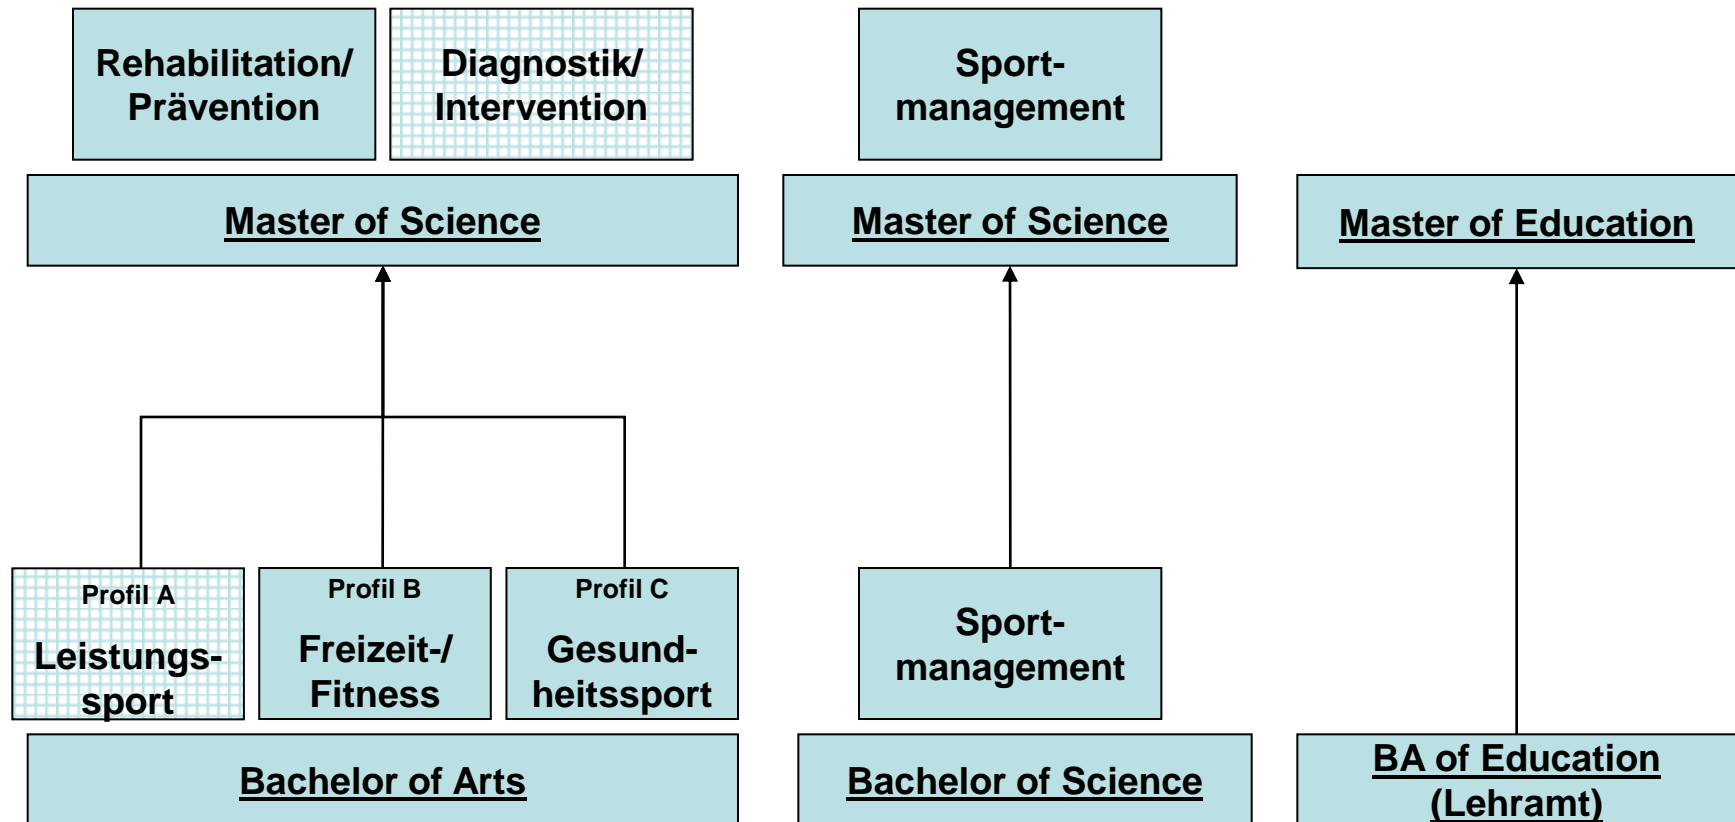 Rehabilitation/
Prävention
Diagnostik/
Intervention
Sport-
management
Master of Science
Master of Science
Master of Education
Profil A
Leistungs-
sport
Profil B
Freizeit-/
Fitness
Profil C
Gesund-
heitssport
Sport-
management
Bachelor of Arts
Bachelor of Science
BA of Education
(Lehramt)